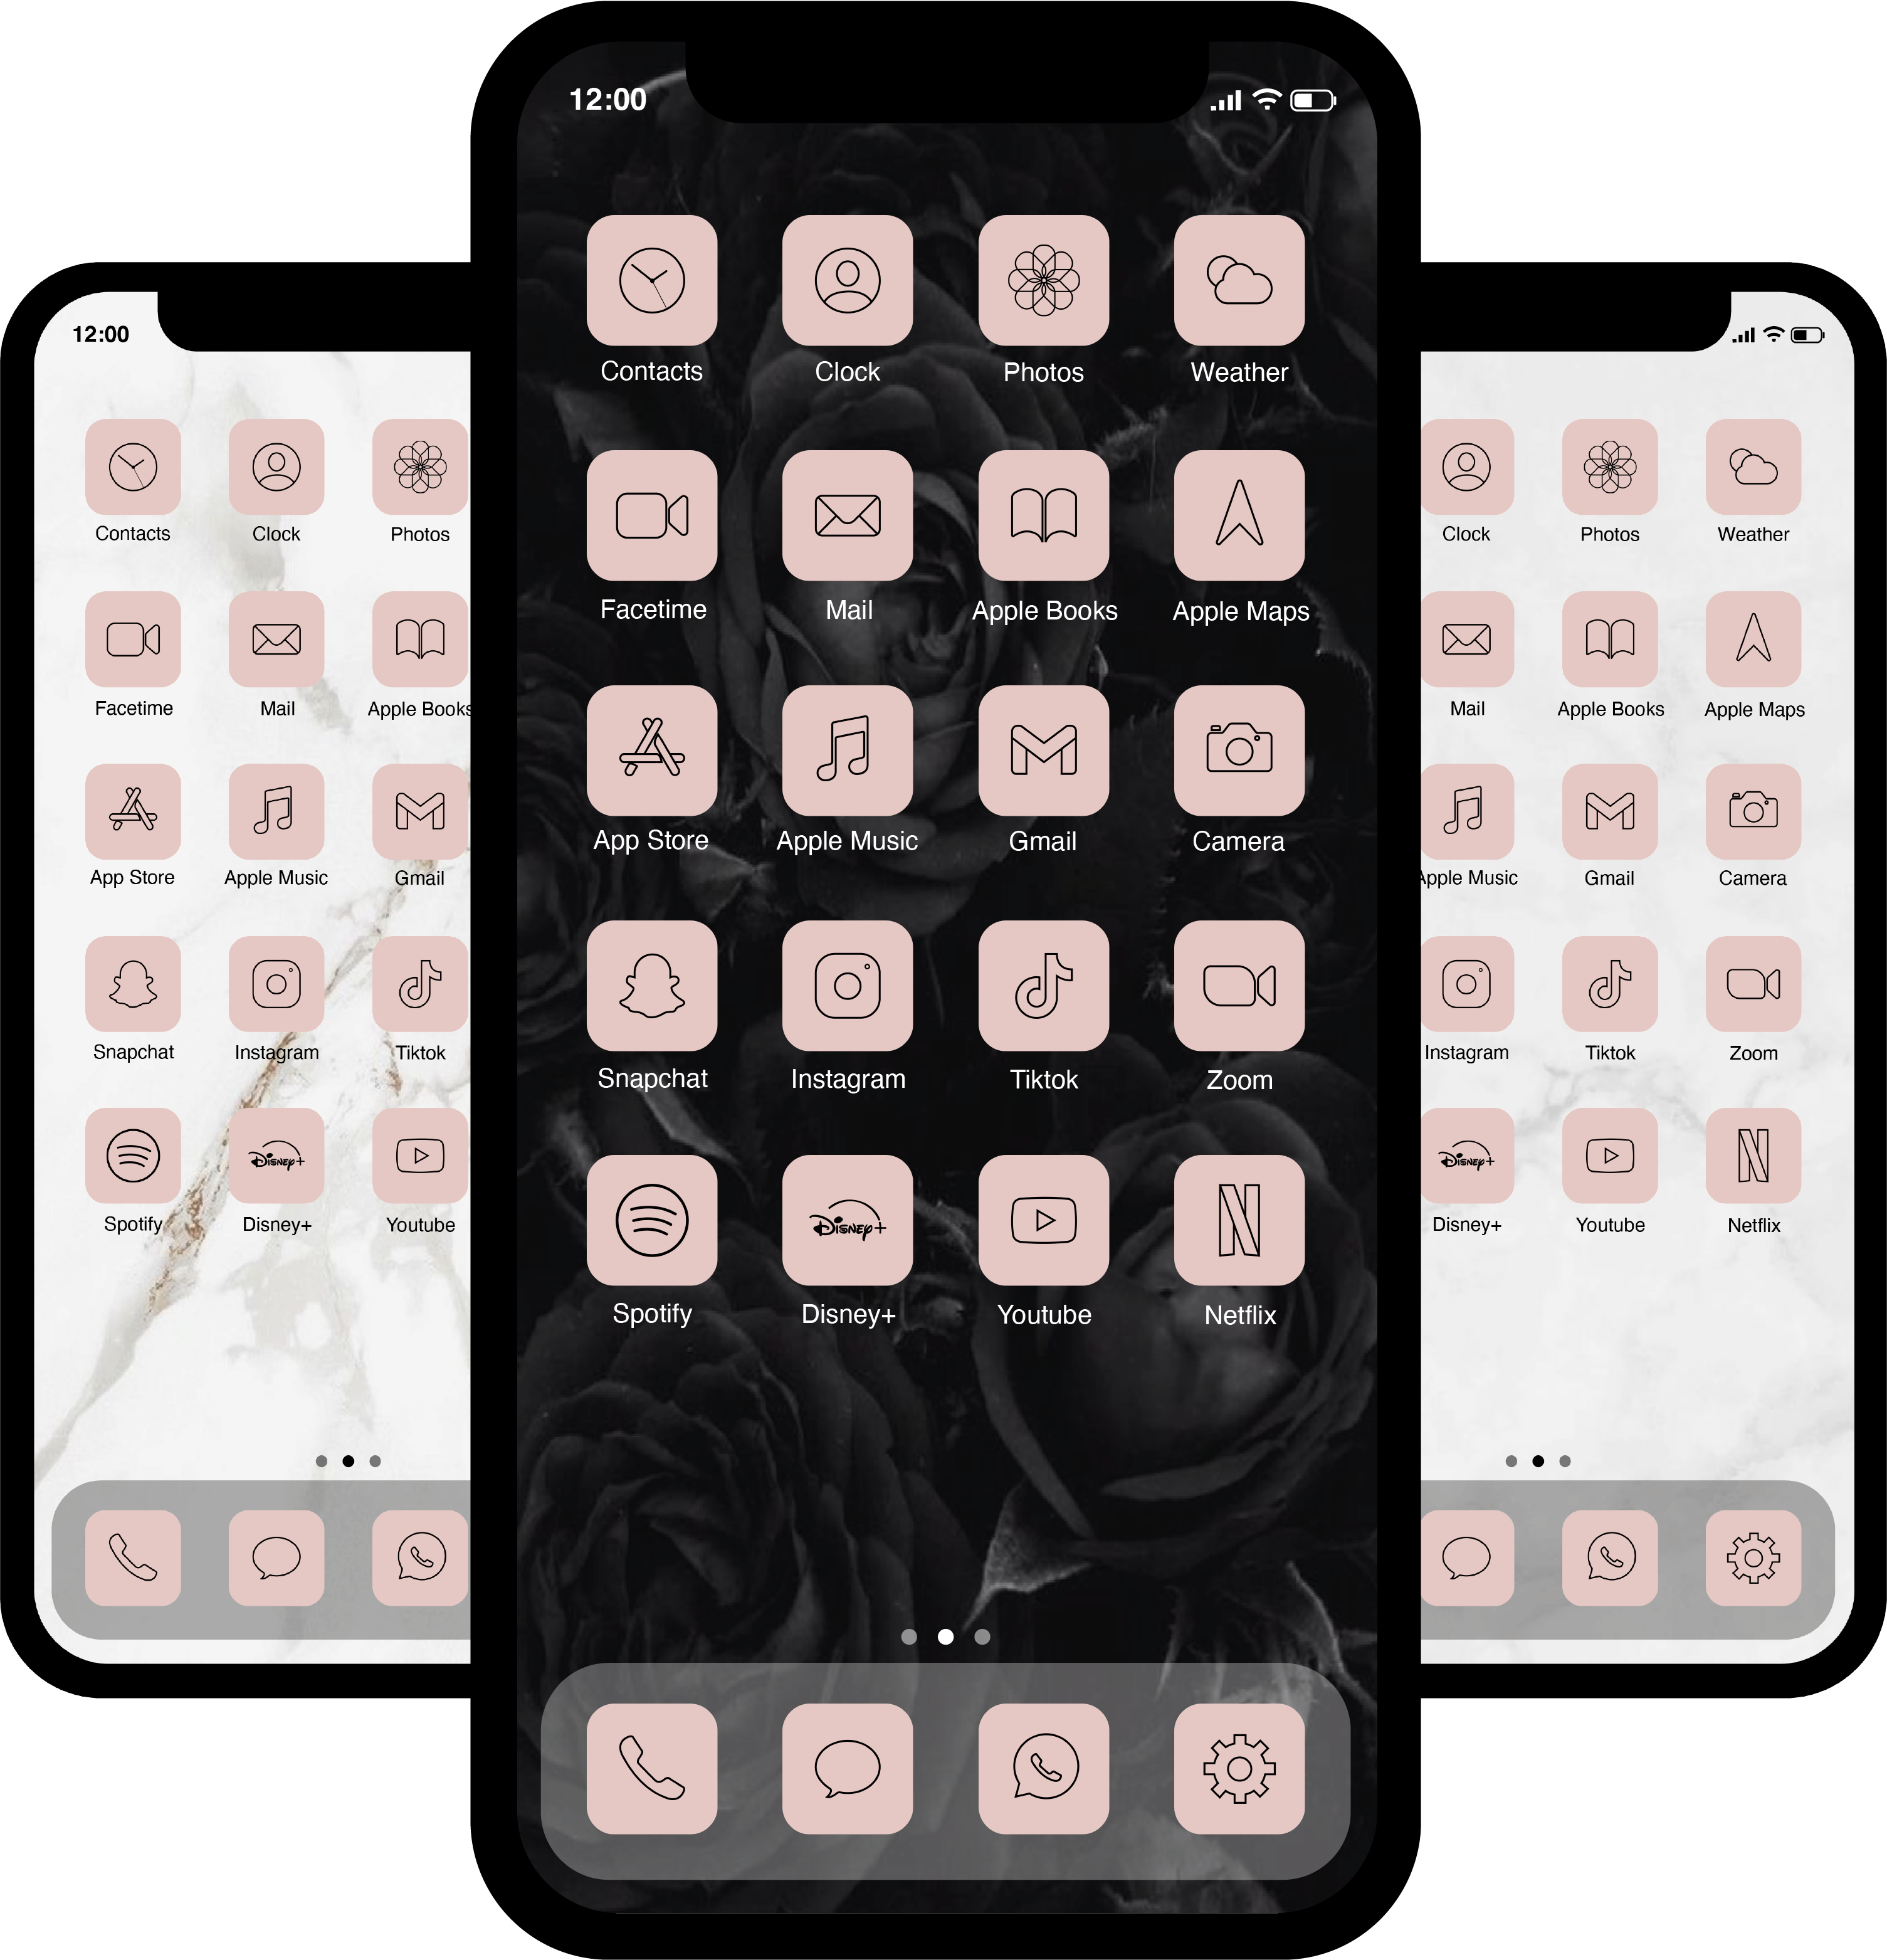 12:00
Contacts Clock Photos Weather
Facetime Mail Apple Books Apple Maps
App Store Apple Music Gmail Camera
Snapchat Instagram Tiktok Zoom
Disney+
Spotify Disney+ Youtube Netflix
12:00
Contacts Clock Photos
Facetime Mail Apple Books
App Store Apple Music Gmail
Snapchat Instagram Tiktok
Disney+
Spotify Disney+ Youtube
Clock Photos Weather
Mail Apple Books Apple Maps
Apple Music Gmail Camera
Instagram Tiktok Zoom
Disney+
Disney+ Youtube Netflix